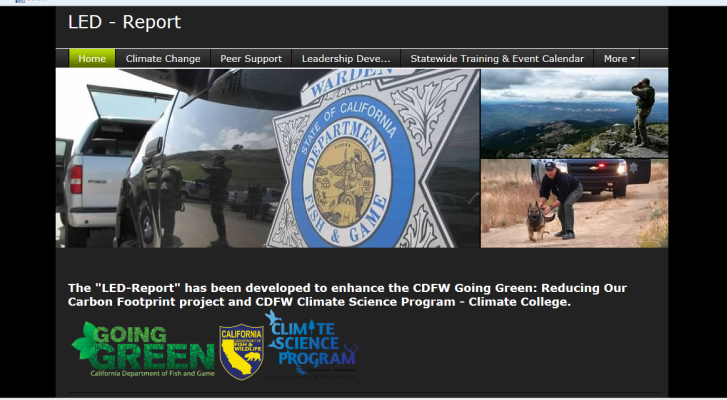 LED - Report
Home Climate Change Peer Support Leadership Deve... Statewide Training & Event Calendar More
WARDEN
STATE OF CALIFORNIA
DEPARTMENT
FISH & GAME
The "LED-Report" has been developed to enhance the CDFW Going Green: Reducing Our
Carbon Footprint project and CDFW Climate Science Program - Climate College.
GOING
GREEN
California Department of Fish and Game
CALIFORNIA
DEPARTMENT OF
FISH &
WILDLIFE
CLIMATE
SCIENCE
PROGRAM